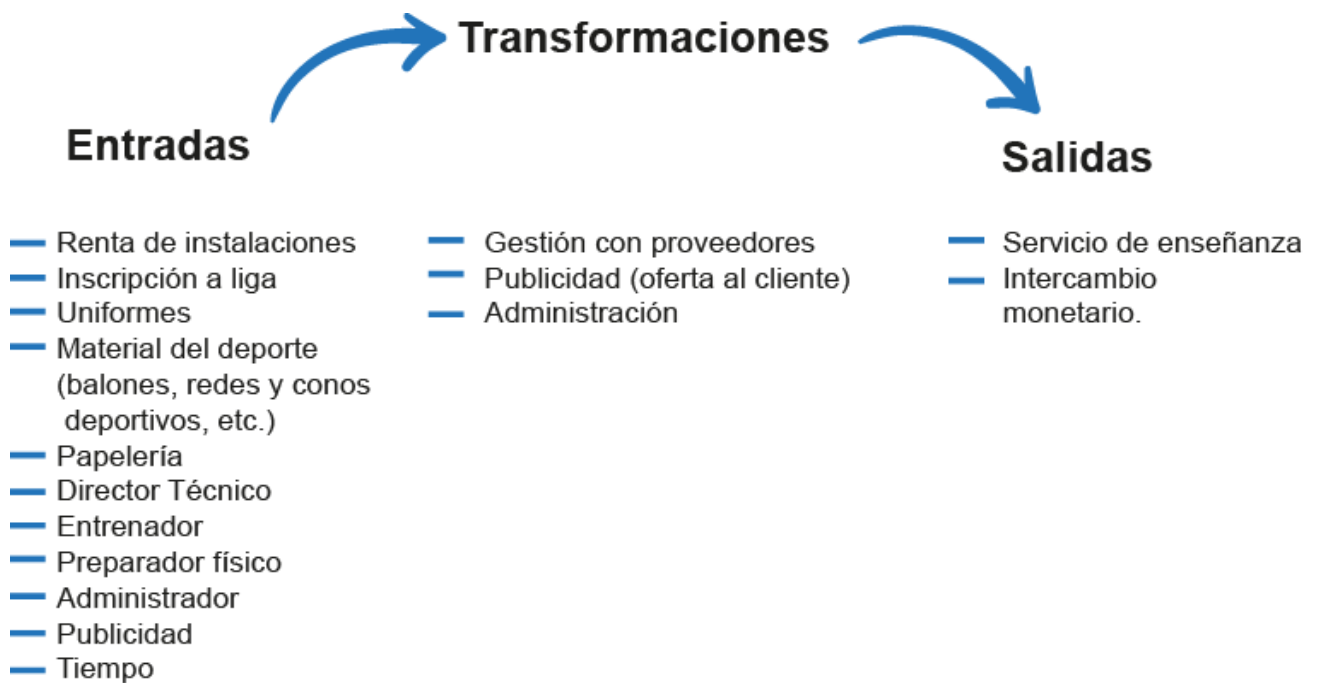 Transformaciones
Entradas
Salidas
Renta de instalaciones
Inscripción a liga
Uniformes
Material del deporte
(balones, redes y conos
deportivos, etc.)
Papelería
Director Técnico
Entrenador
Preparador físico
Administrador
Publicidad
Tiempo
Gestión con proveedores
Publicidad (oferta al cliente)
Administración
Servicio de enseñanza
Intercambio
monetario.